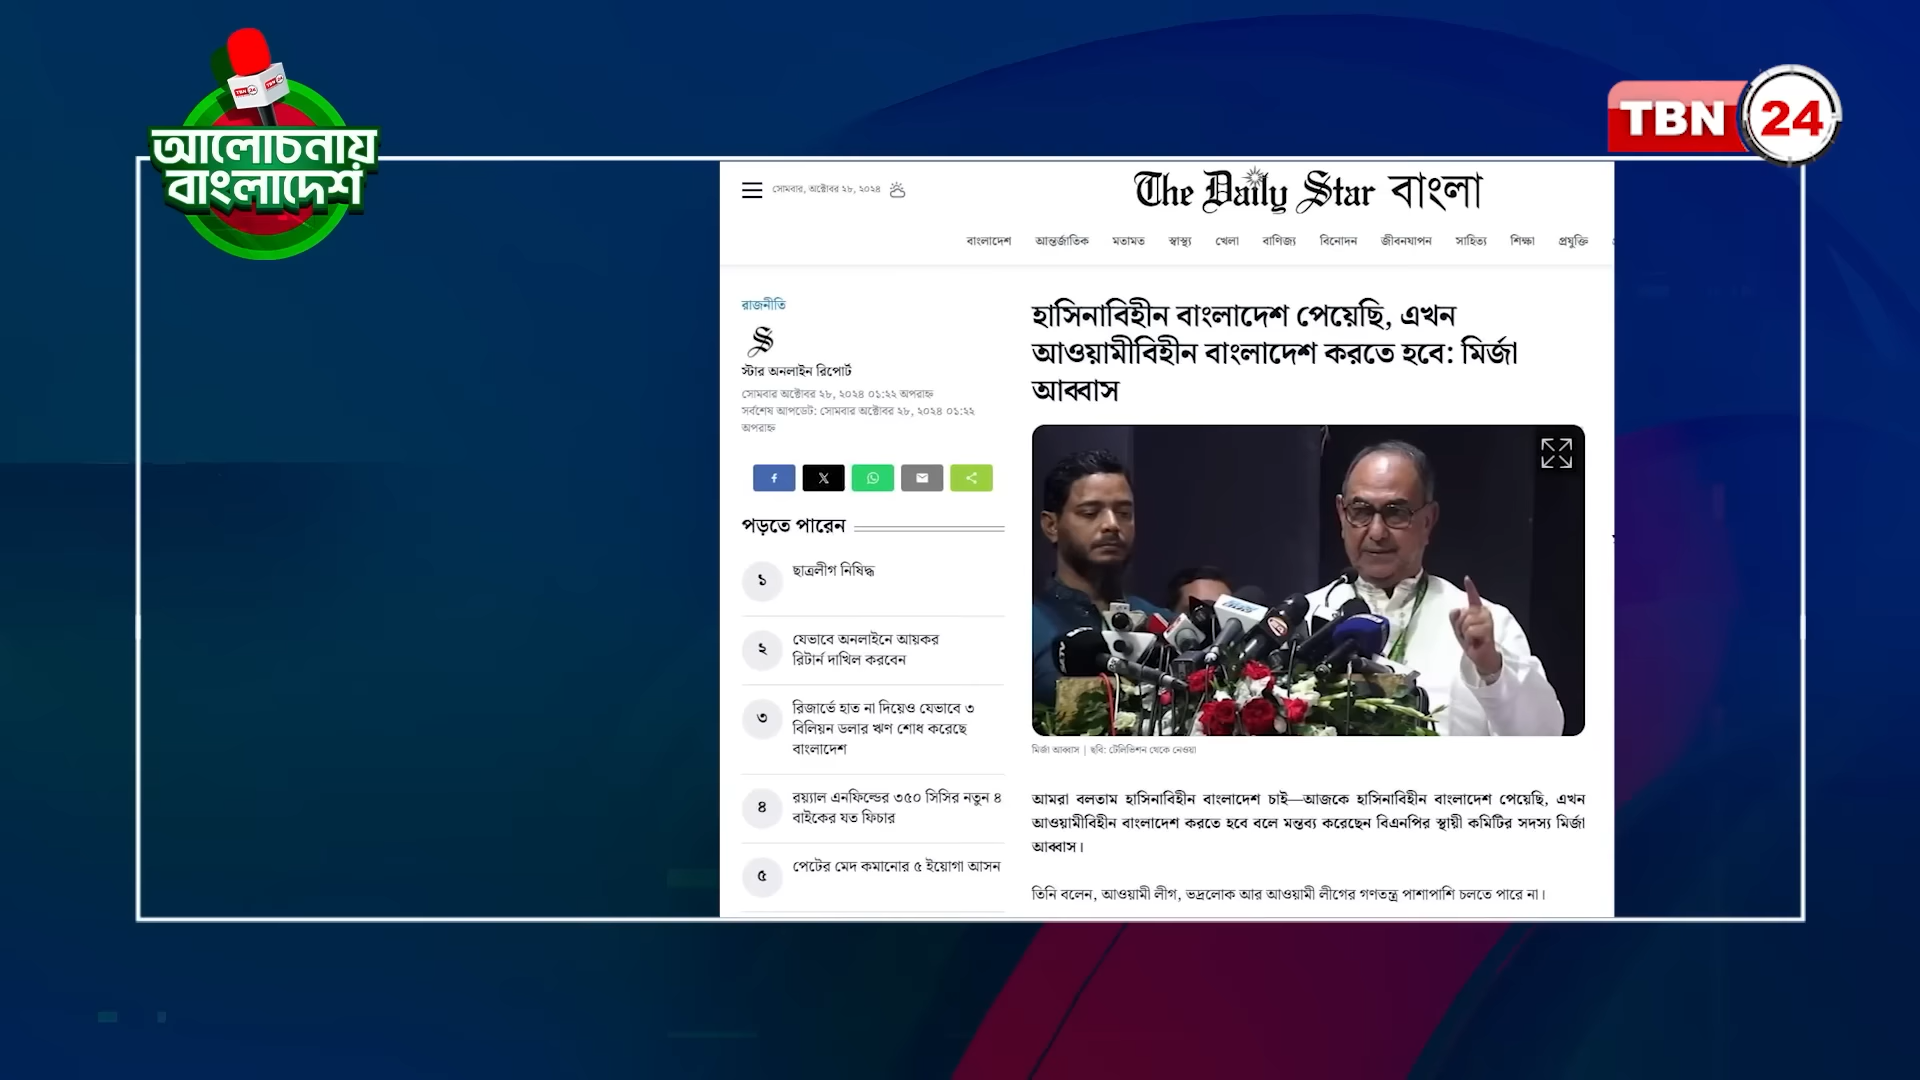 আলোচনায়
বাংলাদেশ
TBN 24
TBN 24
TBN 24
সোমবার, অক্টোবর ২৮, ২০২৪
The Daily Star বাংলা
বাংলাদেশ আন্তর্জাতিক মতামত স্বাস্থ্য খেলা বাণিজ্য বিনোদন জীবনযাপন সাহিত্য শিক্ষা প্রযুক্তি
রাজনীতি
S
স্টার অনলাইন রিপোর্ট
সোমবার অক্টোবর ২৮, ২০২৪ ০১:২২ অপরাহ্ন
সর্বশেষ আপডেট: সোমবার অক্টোবর ২৮, ২০২৪ ০১:২২
অপরাহ্ন
পড়তে পারেন
১ ছাত্রলীগ নিষিদ্ধ
২ যেভাবে অনলাইনে আয়কর
রিটার্ন দাখিল করবেন
৩ রিজার্ভে হাত না দিয়েও যেভাবে ৩
বিলিয়ন ডলার ঋণ শোধ করেছে
বাংলাদেশ
৪ রয়্যাল এনফিল্ডের ৩৫০ সিসির নতুন ৪
বাইকের যত ফিচার
৫ পেটের মেদ কমানোর ৫ ইয়োগা আসন
হাসিনাবিহীন বাংলাদেশ পেয়েছি, এখন
আওয়ামীবিহীন বাংলাদেশ করতে হবে: মির্জা
আব্বাস
মির্জা আব্বাস | ছবি: টেলিভিশন থেকে নেওয়া
আমরা বলতাম হাসিনাবিহীন বাংলাদেশ চাই—আজকে হাসিনাবিহীন বাংলাদেশ পেয়েছি, এখন
আওয়ামীবিহীন বাংলাদেশ করতে হবে বলে মন্তব্য করেছেন বিএনপির স্থায়ী কমিটির সদস্য মির্জা
আব্বাস।
তিনি বলেন, আওয়ামী লীগ, ভদ্রলোক আর আওয়ামী লীগের গণতন্ত্র পাশাপাশি চলতে পারে না।